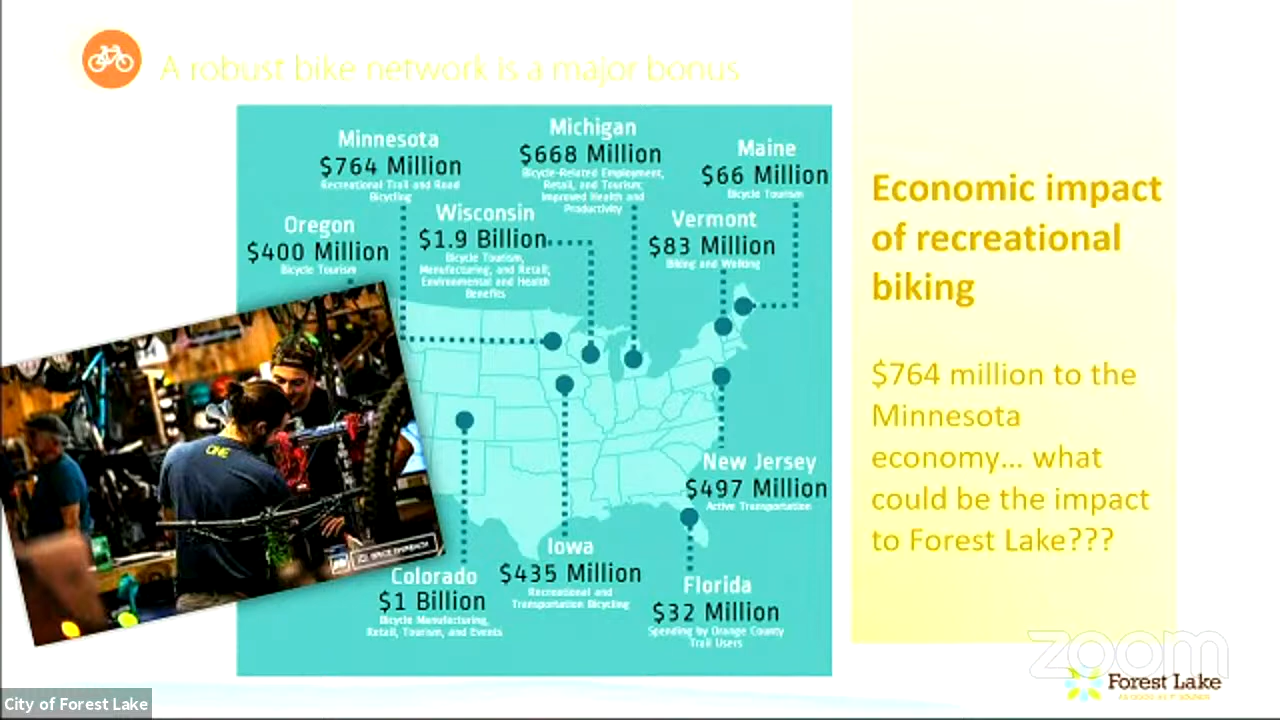 A robust bike network is a major bonus
Minnesota
$764 Million
Recreational Trail and Road
Bicycling
Michigan
$668 Million
Bicycle-Related Employment,
Retail, and Tourism;
Improved Health and
Productivity
Maine
$66 Million
Bicycle Tourism
Oregon
$400 Million
Bicycle Tourism
Wisconsin
$1.9 Billion
Bicycle Tourism,
Manufacturing, and Retail;
Environmental and Health
Benefits
Vermont
$83 Million
Biking and Walking
New Jersey
$497 Million
Active Transportation
Iowa
$435 Million
Recreational and
Transportation Bicycling
Colorado
$1 Billion
Bicycle Manufacturing,
Retail, Tourism, and Events
Florida
$32 Million
Spending by Orange County
Trail Users
ONE
Economic impact
of recreational
biking
$764 million to the
Minnesota
economy... what
could be the impact
to Forest Lake???
zoom
Forest Lake
City of Forest Lake